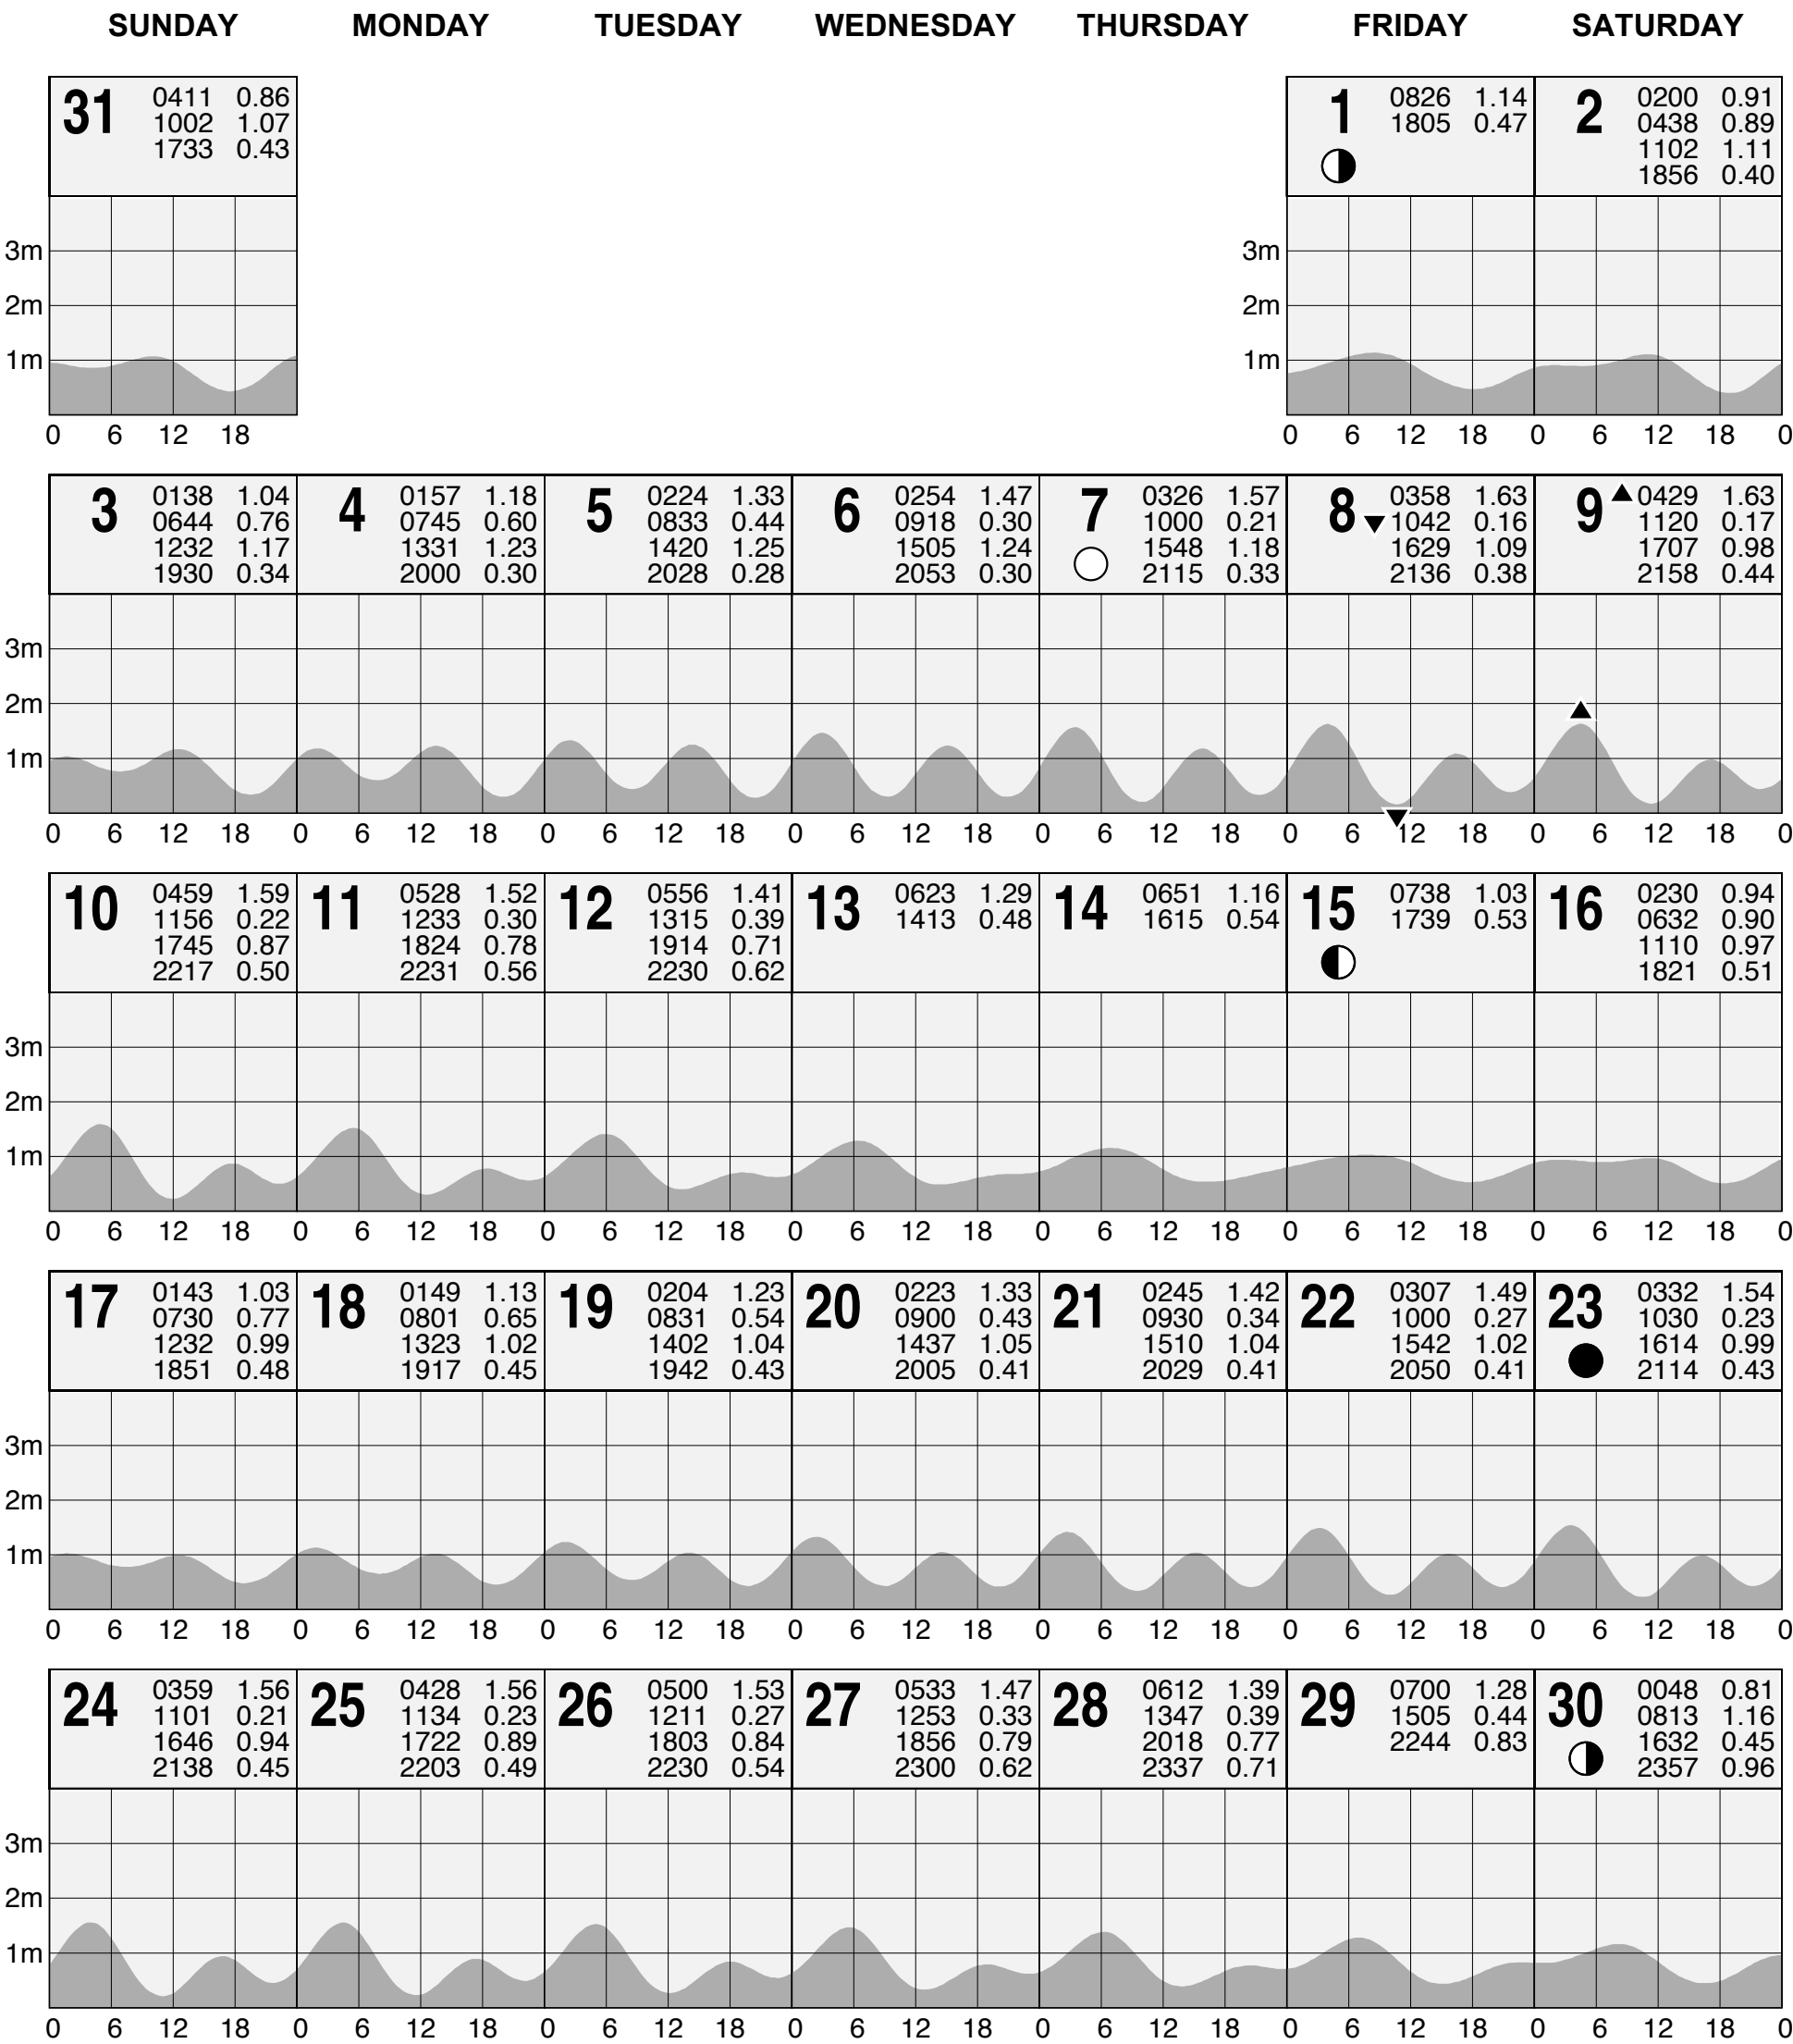 SUNDAY MONDAY TUESDAY WEDNESDAY THURSDAY FRIDAY SATURDAY
31 0411 0.86
1002 1.07
1733 0.43
1 0826 1.14
1805 0.47
2 0200 0.91
0438 0.89
1102 1.11
1856 0.40
3m
2m
1m
0 6 12 18
3m
2m
1m
0 6 12 18 0 6 12 18 0
3 0138 1.04
0644 0.76
1232 1.17
1930 0.34
4 0157 1.18
0745 0.60
1331 1.23
2000 0.30
5 0224 1.33
0833 0.44
1420 1.25
2028 0.28
6 0254 1.47
0918 0.30
1505 1.24
2053 0.30
7 0326 1.57
1000 0.21
1548 1.18
2115 0.33
8 0358 1.63
1042 0.16
1629 1.09
2136 0.38
9 0429 1.63
1120 0.17
1707 0.98
2158 0.44
3m
2m
1m
0 6 12 18 0 6 12 18 0 6 12 18 0 6 12 18 0 6 12 18 0 6 12 18 0 6 12 18 0
10 0459 1.59
1156 0.22
1745 0.87
2217 0.50
11 0528 1.52
1233 0.30
1824 0.78
2231 0.56
12 0556 1.41
1315 0.39
1914 0.71
2230 0.62
13 0623 1.29
1413 0.48
14 0651 1.16
1615 0.54
15 0738 1.03
1739 0.53
16 0230 0.94
0632 0.90
1110 0.97
1821 0.51
3m
2m
1m
0 6 12 18 0 6 12 18 0 6 12 18 0 6 12 18 0 6 12 18 0 6 12 18 0 6 12 18 0
17 0143 1.03
0730 0.77
1232 0.99
1851 0.48
18 0149 1.13
0801 0.65
1323 1.02
1917 0.45
19 0204 1.23
0831 0.54
1402 1.04
1942 0.43
20 0223 1.33
0900 0.43
1437 1.05
2005 0.41
21 0245 1.42
0930 0.34
1510 1.04
2029 0.41
22 0307 1.49
1000 0.27
1542 1.02
2050 0.41
23 0332 1.54
1030 0.23
1614 0.99
2114 0.43
3m
2m
1m
0 6 12 18 0 6 12 18 0 6 12 18 0 6 12 18 0 6 12 18 0 6 12 18 0 6 12 18 0
24 0359 1.56
1101 0.21
1646 0.94
2138 0.45
25 0428 1.56
1134 0.23
1722 0.89
2203 0.49
26 0500 1.53
1211 0.27
1803 0.84
2230 0.54
27 0533 1.47
1253 0.33
1856 0.79
2300 0.62
28 0612 1.39
1347 0.39
2018 0.77
2337 0.71
29 0700 1.28
1505 0.44
2244 0.83
30 0048 0.81
0813 1.16
1632 0.45
2357 0.96
3m
2m
1m
0 6 12 18 0 6 12 18 0 6 12 18 0 6 12 18 0 6 12 18 0 6 12 18 0 6 12 18 0